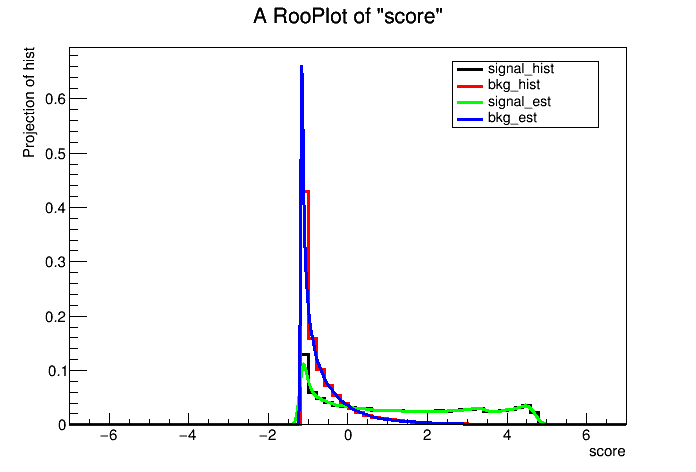 A RooPlot of "score"
Projection of hist
signal_hist
bkg_hist
signal_est
bkg_est
0.6
0.5
0.4
0.3
0.2
0.1
0
−6 −4 −2 0 2 4 6
score